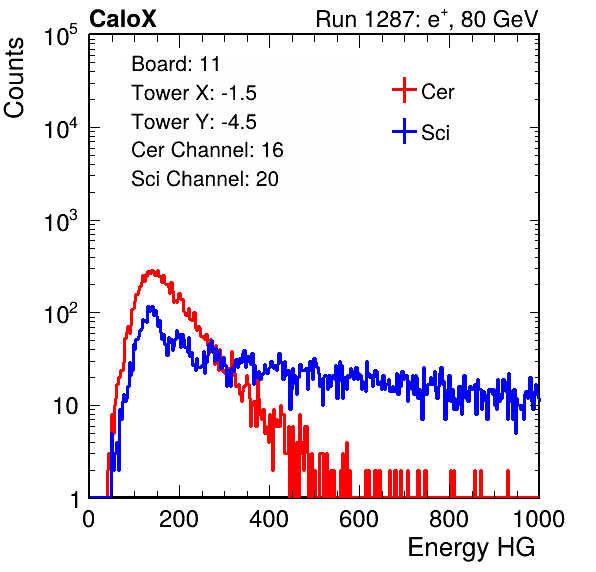 CaloX Run 1287: e⁺, 80 GeV
Counts
10⁵
10⁴
10³
10²
10
1
Board: 11
Tower X: -1.5
Tower Y: -4.5
Cer Channel: 16
Sci Channel: 20
Cer
Sci
0 200 400 600 800 1000
Energy HG